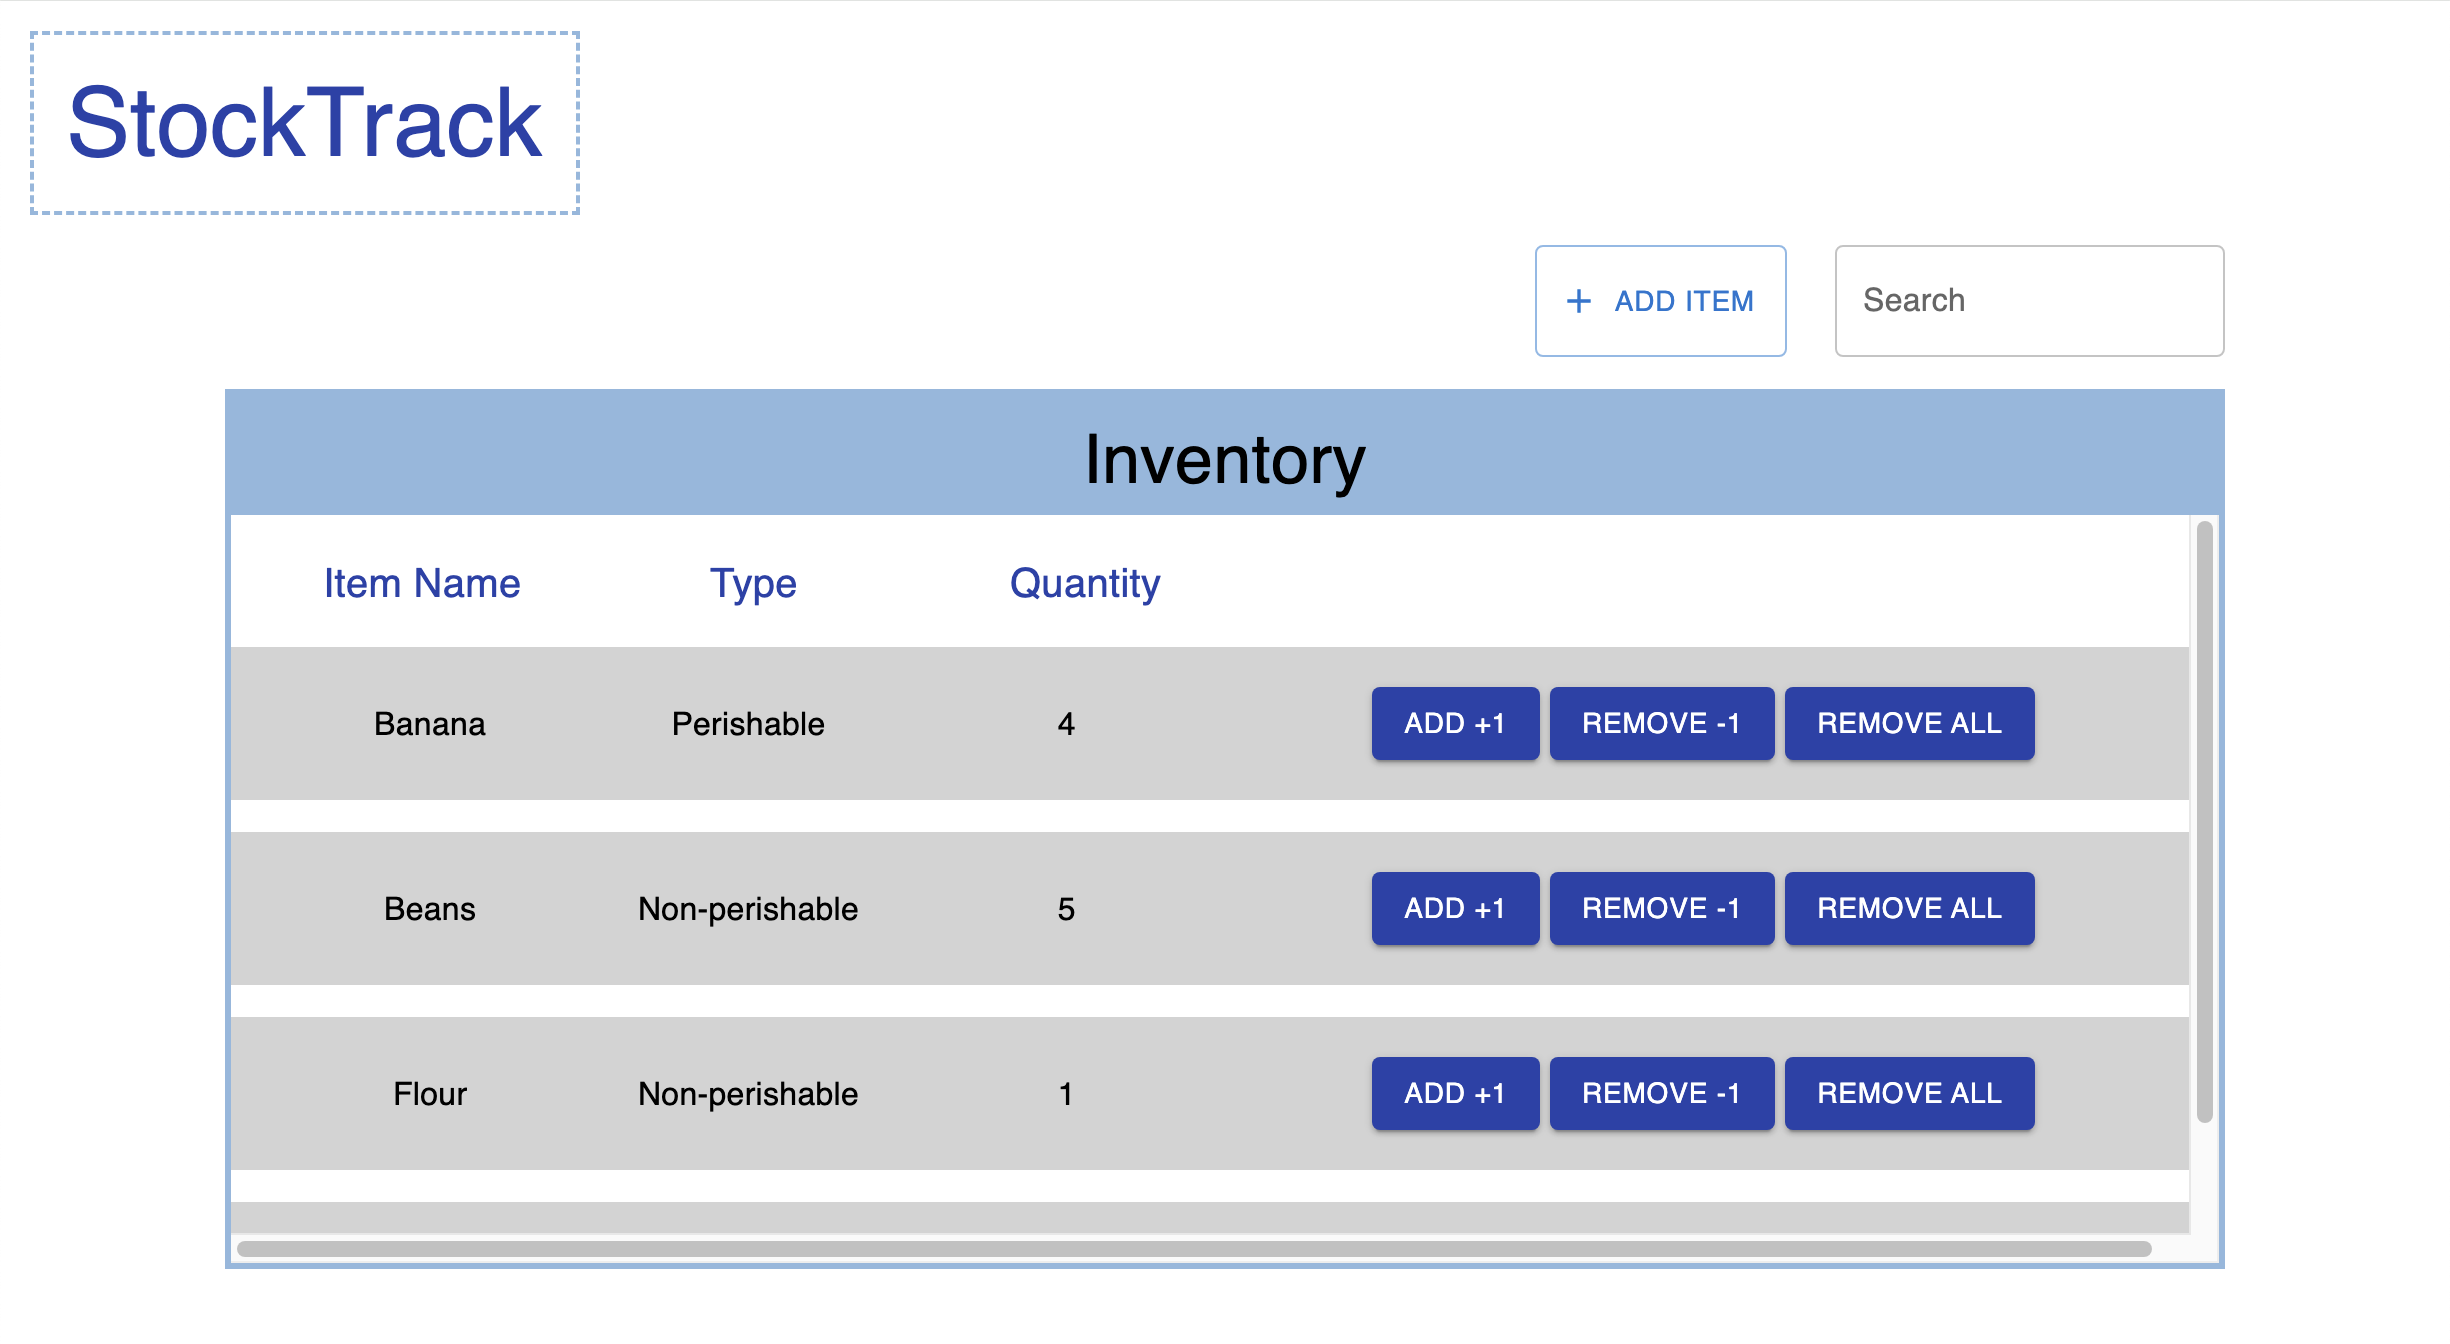 StockTrack
+ ADD ITEM Search
Inventory
Item Name Type Quantity
Banana Perishable 4 ADD +1 REMOVE -1 REMOVE ALL
Beans Non-perishable 5 ADD +1 REMOVE -1 REMOVE ALL
Flour Non-perishable 1 ADD +1 REMOVE -1 REMOVE ALL